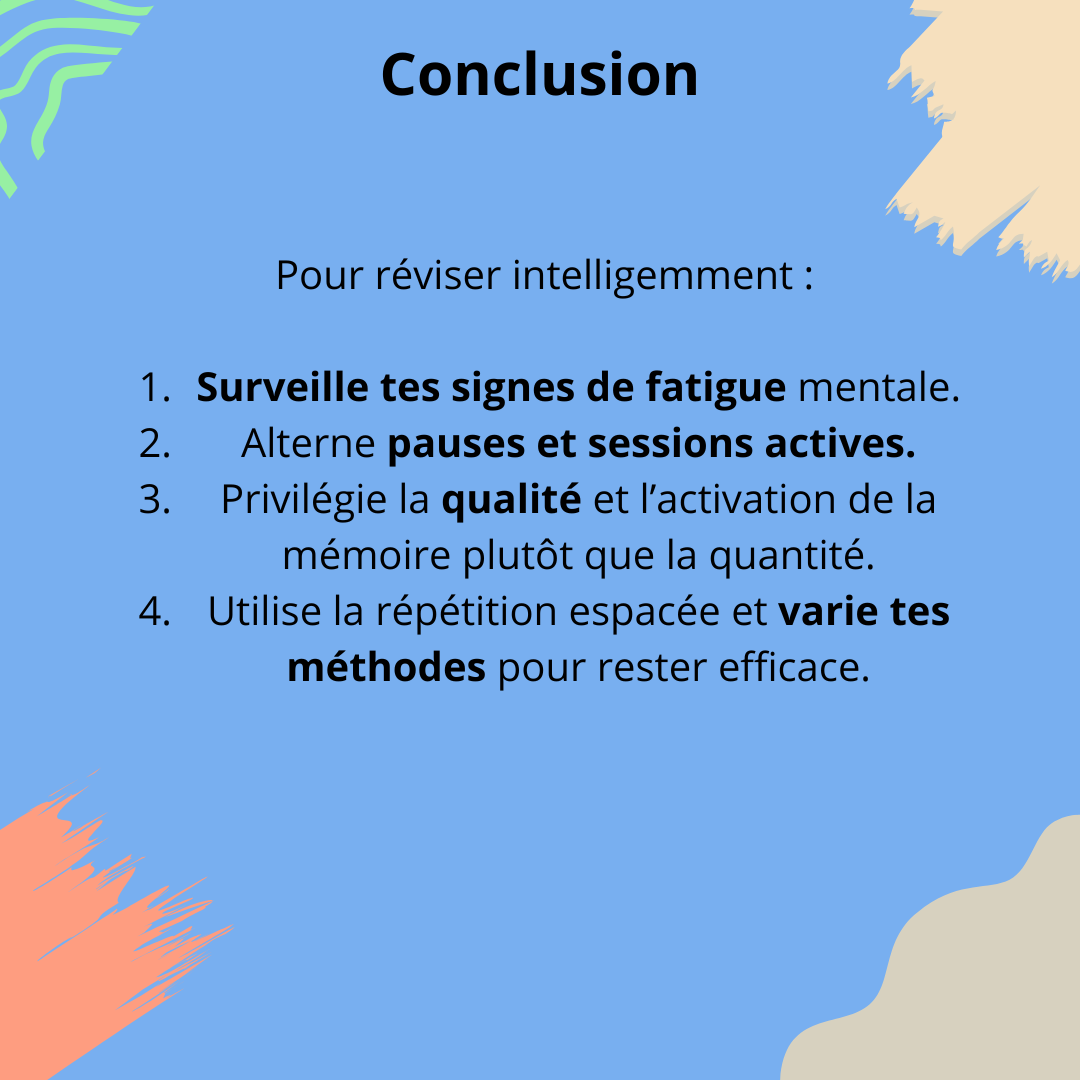 Conclusion
Pour réviser intelligemment :
1. Surveille tes signes de fatigue mentale.
2. Alterne pauses et sessions actives.
3. Privilégie la qualité et l’activation de la
mémoire plutôt que la quantité.
4. Utilise la répétition espacée et varie tes
méthodes pour rester efficace.